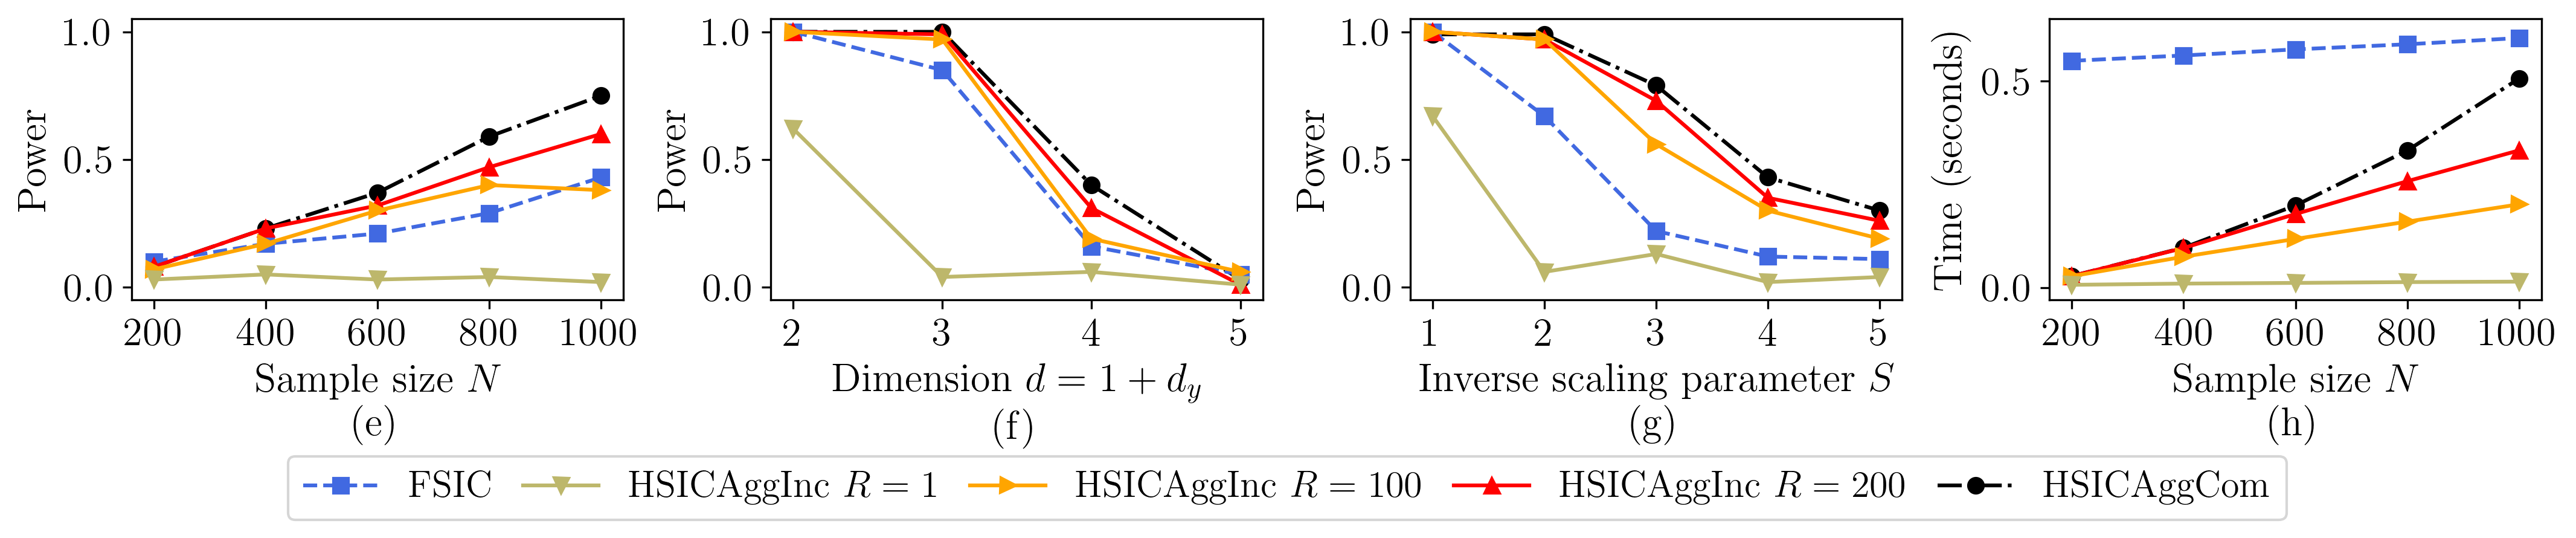 Power
1.0
0.5
0.0
200 400 600 800 1000
Sample size N
(e)
Power
1.0
0.5
0.0
2 3 4 5
Dimension d = 1 + d_y
(f)
Power
1.0
0.5
0.0
1 2 3 4 5
Inverse scaling parameter S
(g)
Time (seconds)
0.5
0.0
200 400 600 800 1000
Sample size N
(h)
FSIC HSICAggInc R = 1 HSICAggInc R = 100 HSICAggInc R = 200 HSICAggCom